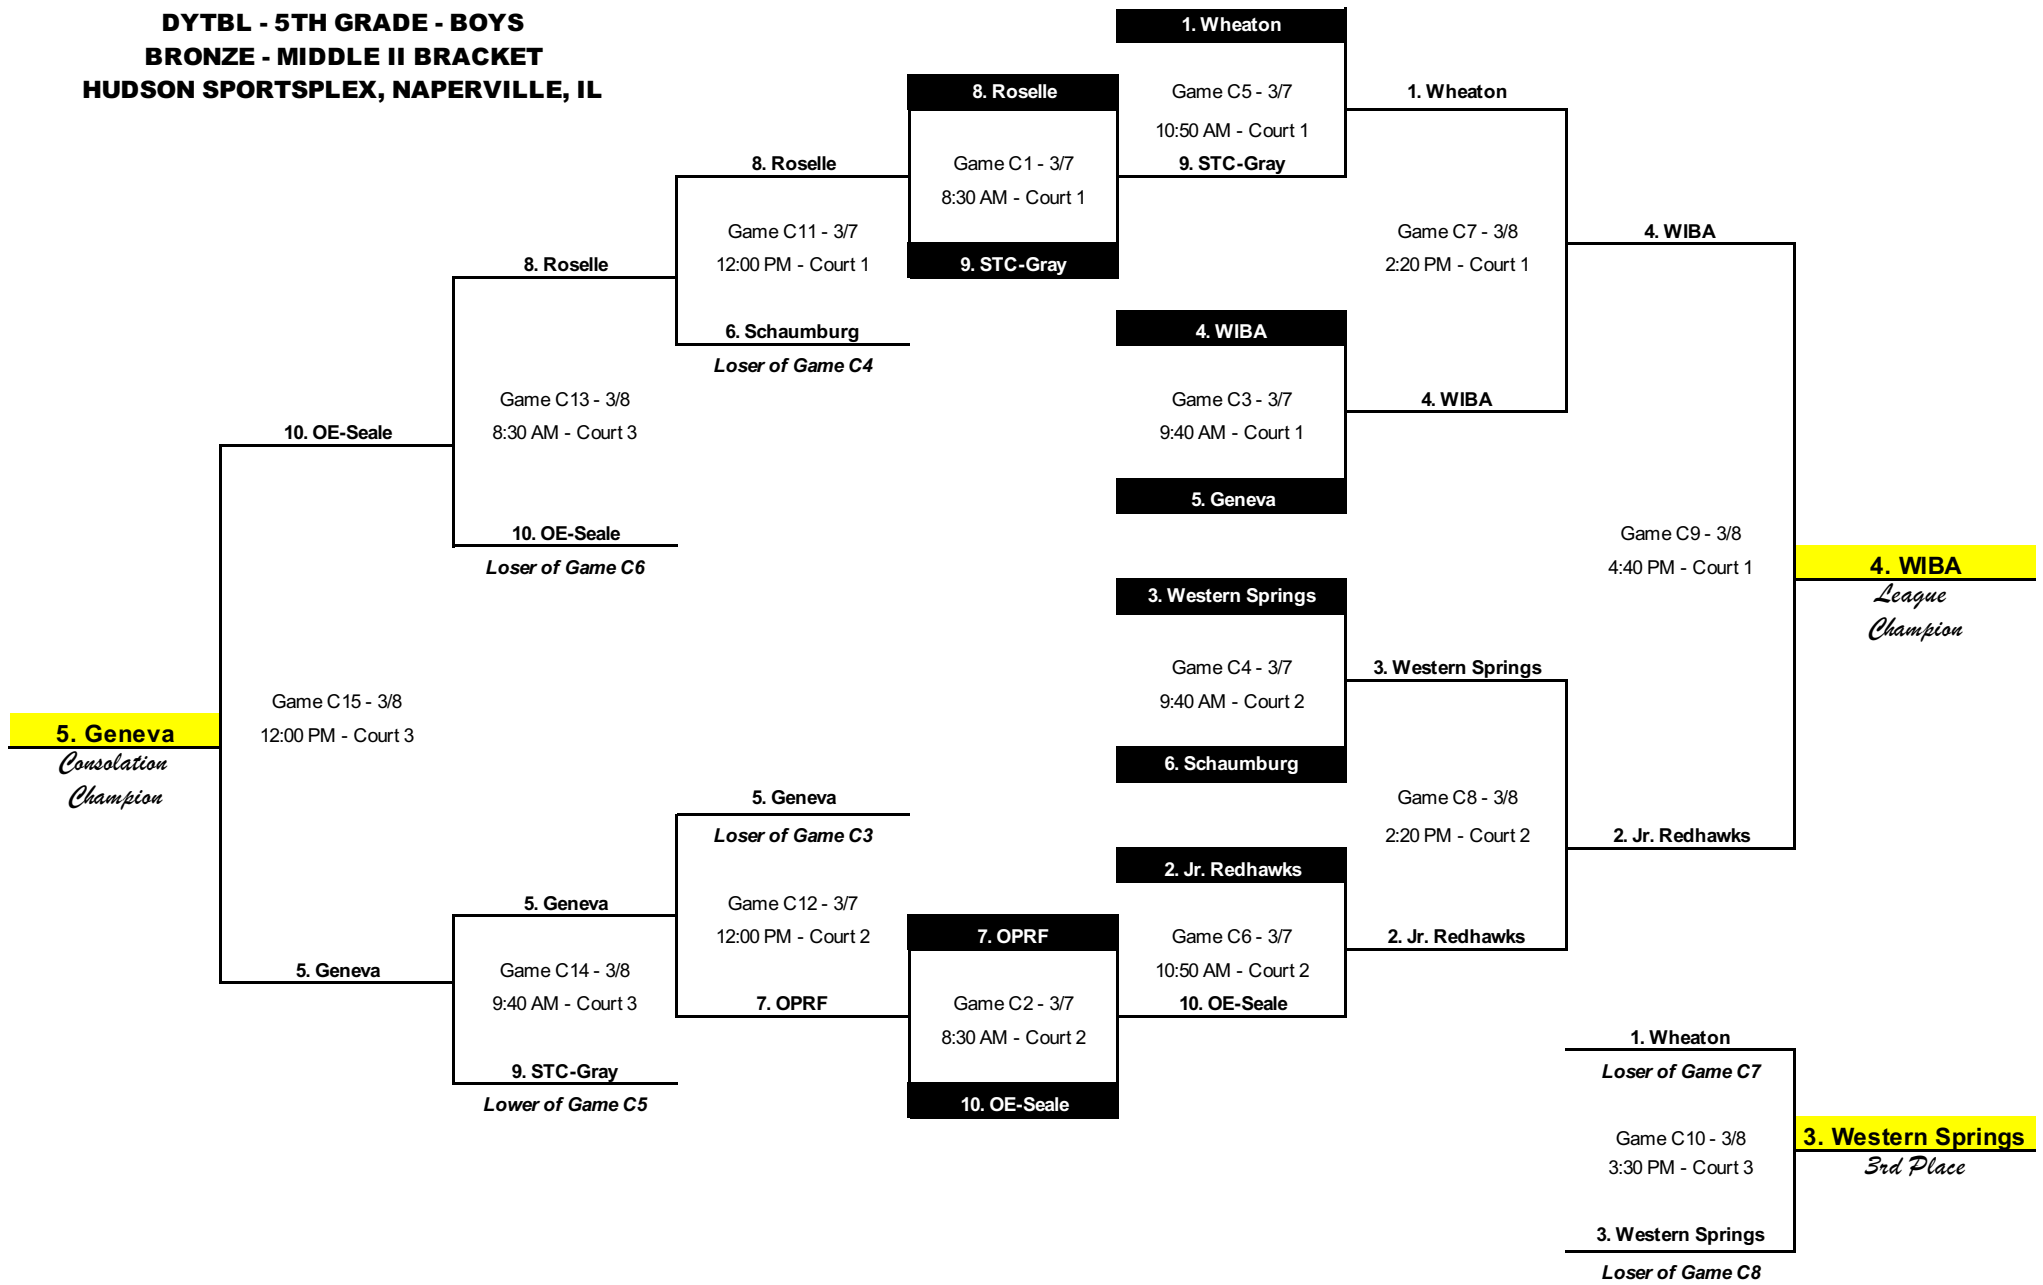 DYTBL - 5TH GRADE - BOYS
BRONZE - MIDDLE II BRACKET
HUDSON SPORTSPLEX, NAPERVILLE, IL
1. Wheaton
Game C5 - 3/7
10:50 AM - Court 1
9. STC-Gray
8. Roselle
Game C1 - 3/7
8:30 AM - Court 1
9. STC-Gray
1. Wheaton
Game C7 - 3/8
2:20 PM - Court 1
4. WIBA
4. WIBA
Game C3 - 3/7
9:40 AM - Court 1
5. Geneva
4. WIBA
Game C9 - 3/8
4:40 PM - Court 1
2. Jr. Redhawks
4. WIBA
League
Champion
3. Western Springs
Game C4 - 3/7
9:40 AM - Court 2
6. Schaumburg
3. Western Springs
Game C8 - 3/8
2:20 PM - Court 2
2. Jr. Redhawks
2. Jr. Redhawks
Game C6 - 3/7
10:50 AM - Court 2
10. OE-Seale
7. OPRF
Game C2 - 3/7
8:30 AM - Court 2
10. OE-Seale
8. Roselle
Game C11 - 3/7
12:00 PM - Court 1
6. Schaumburg
Loser of Game C4
8. Roselle
Game C13 - 3/8
8:30 AM - Court 3
10. OE-Seale
Loser of Game C6
10. OE-Seale
Game C15 - 3/8
12:00 PM - Court 3
5. Geneva
5. Geneva
Consolation
Champion
5. Geneva
Loser of Game C3
Game C12 - 3/7
12:00 PM - Court 2
7. OPRF
5. Geneva
Game C14 - 3/8
9:40 AM - Court 3
9. STC-Gray
Lower of Game C5
1. Wheaton
Loser of Game C7
Game C10 - 3/8
3:30 PM - Court 3
3. Western Springs
Loser of Game C8
3. Western Springs
3rd Place